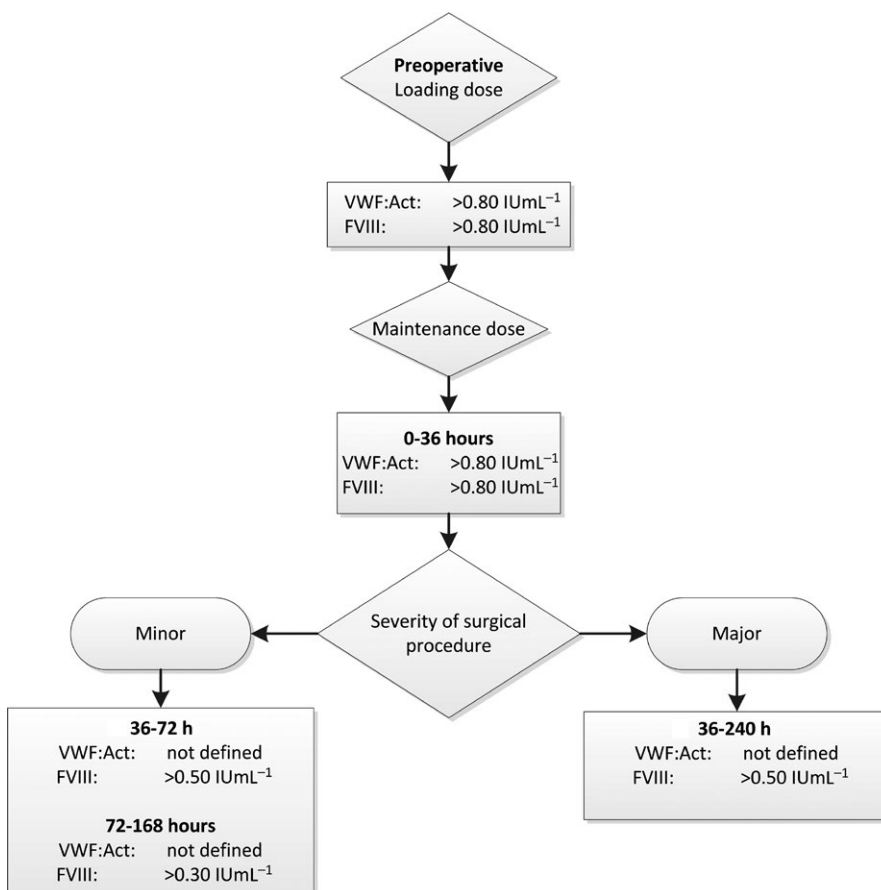 Preoperative
Loading dose
VWF:Act: >0.80 IUmL⁻¹
FVIII: >0.80 IUmL⁻¹
Maintenance dose
0-36 hours
VWF:Act: >0.80 IUmL⁻¹
FVIII: >0.80 IUmL⁻¹
Severity of surgical
procedure
Minor
Major
36-72 h
VWF:Act: not defined
FVIII: >0.50 IUmL⁻¹
72-168 hours
VWF:Act: not defined
FVIII: >0.30 IUmL⁻¹
36-240 h
VWF:Act: not defined
FVIII: >0.50 IUmL⁻¹